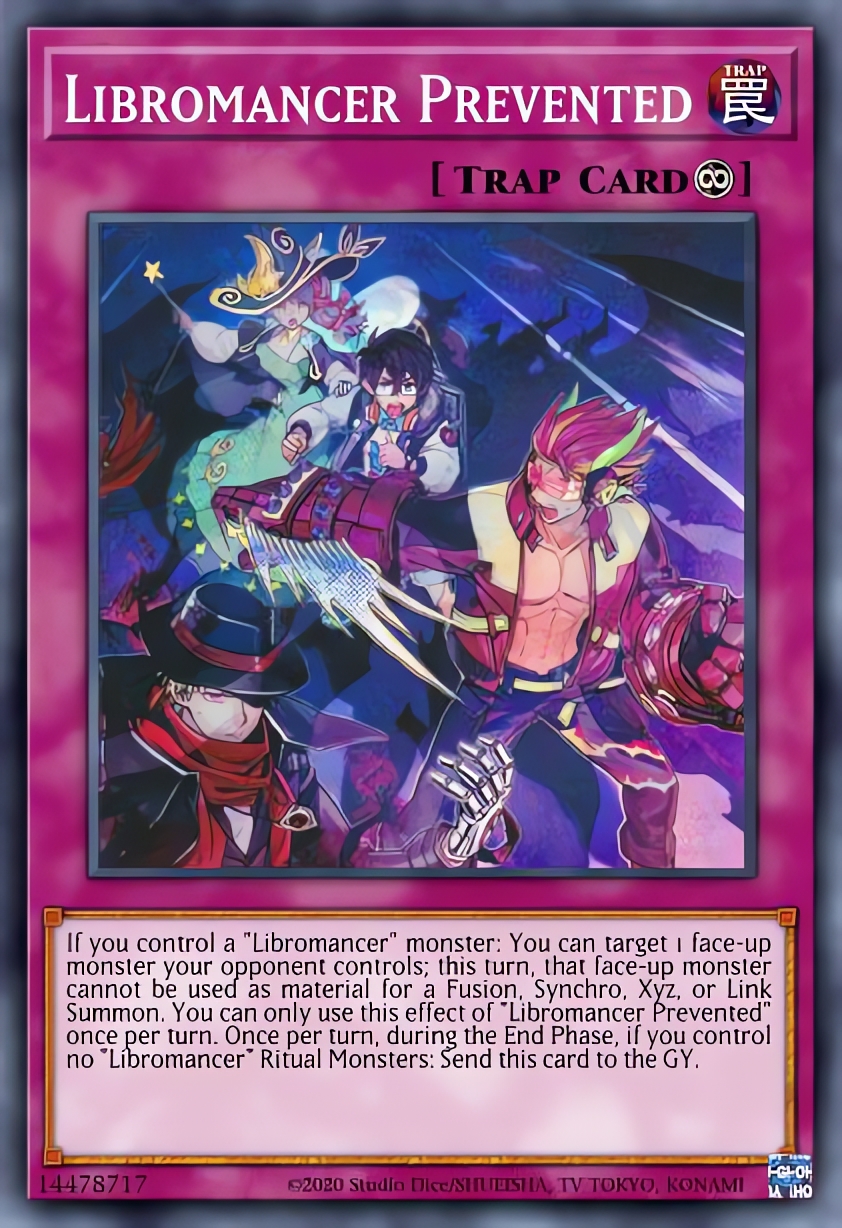 LIBROMANCER PREVENTED
TRAP
罠
[ TRAP CARD ]
If you control a "Libromancer" monster: You can target 1 face-up
monster your opponent controls; this turn, that face-up monster
cannot be used as material for a Fusion, Synchro, Xyz, or Link
Summon. You can only use this effect of "Libromancer Prevented"
once per turn. Once per turn, during the End Phase, if you control
no "Libromancer" Ritual Monsters: Send this card to the GY.
14478717
©2020 Studio Dice/SHUEISHA, TV TOKYO, KONAMI